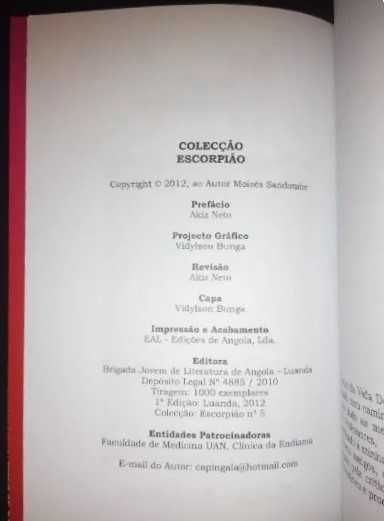 COLECÇÃO
ESCORPIÃO
Copyright © 2012, ao Autor Moisés Sandombe
Prefácio
Akiz Neto
Projecto Gráfico
Vidylson Bunga
Revisão
Akiz Neto
Capa
Vidylson Bunga
Impressão e Acabamento
EAL - Edições de Angola, Lda.
Editora
Brigada Jovem de Literatura de Angola – Luanda
Depósito Legal Nº 4885 / 2010
Tiragem: 1000 exemplares
1ª Edição: Luanda, 2012
Colecção: Escorpião nº 5
Entidades Patrocinadoras
Faculdade de Medicina UAN, Clínica da Endiama
E-mail do Autor: capingala@hotmail.com